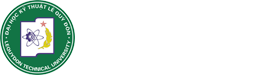 ĐẠI HỌC KỸ THUẬT LÊ QUÝ ĐÔN
LEQUYDON TECHNICAL UNIVERSITY